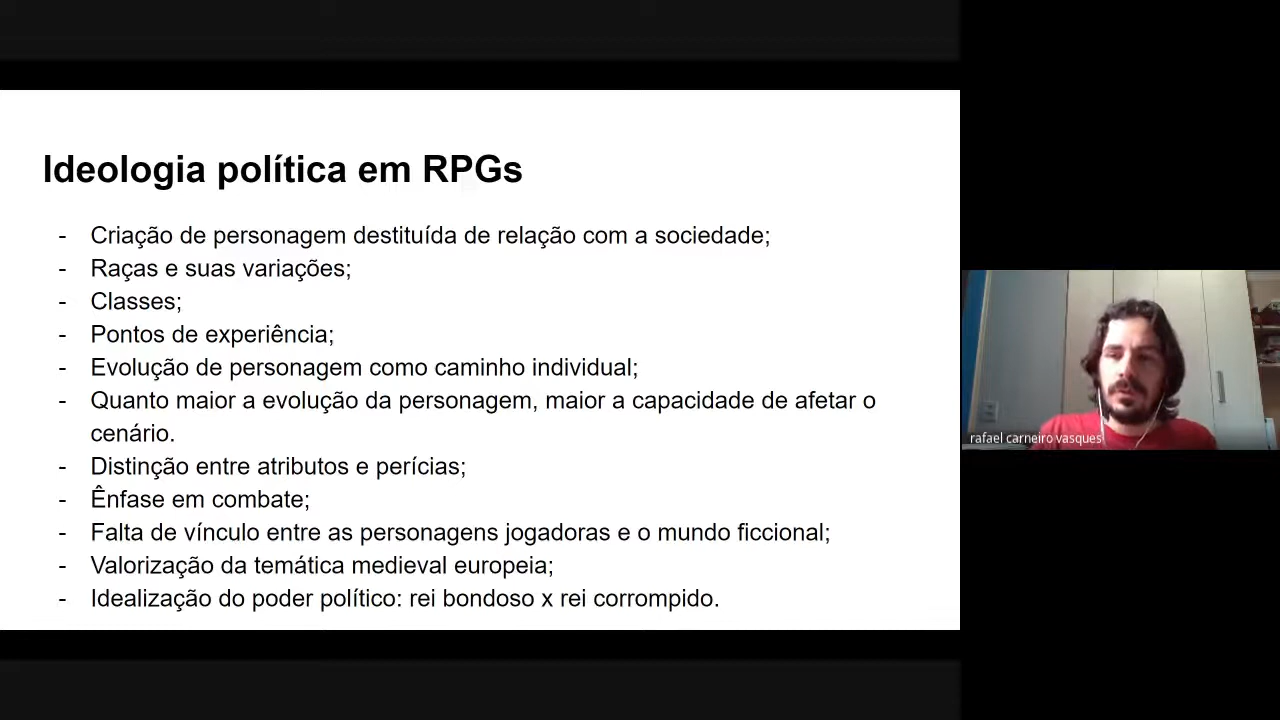 Ideologia política em RPGs
- Criação de personagem destituída de relação com a sociedade;
- Raças e suas variações;
- Classes;
- Pontos de experiência;
- Evolução de personagem como caminho individual;
- Quanto maior a evolução da personagem, maior a capacidade de afetar o
cenário.
- Distinção entre atributos e perícias;
- Ênfase em combate;
- Falta de vínculo entre as personagens jogadoras e o mundo ficcional;
- Valorização da temática medieval europeia;
- Idealização do poder político: rei bondoso x rei corrompido.
rafael carneiro vasques